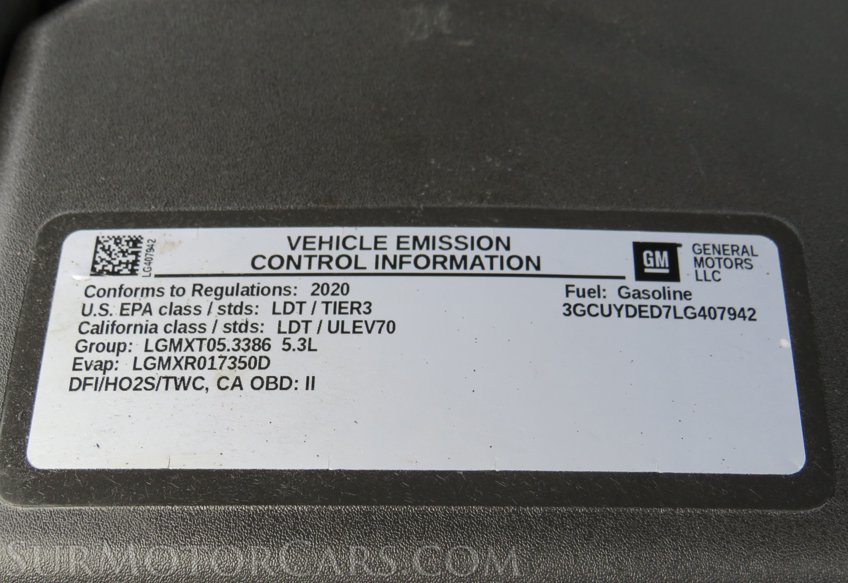 VEHICLE EMISSION
CONTROL INFORMATION
LG407942
GM
GENERAL
MOTORS
LLC
Conforms to Regulations: 2020
Fuel: Gasoline
U.S. EPA class / stds: LDT / TIER3
3GCUYDED7LG407942
California class / stds: LDT / ULEV70
Group: LGMXT05.3386 5.3L
Evap: LGMXR017350D
DFI/HO2S/TWC, CA OBD: II
SurMotorCars.com